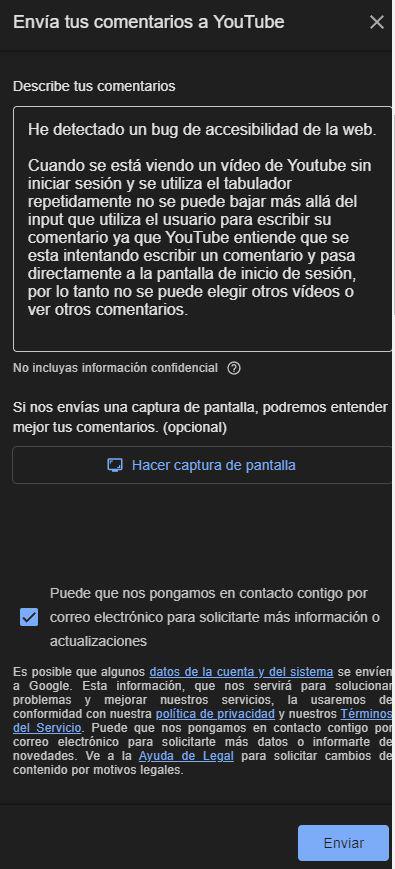 Envía tus comentarios a YouTube
Describe tus comentarios
He detectado un bug de accesibilidad de la web.
Cuando se está viendo un vídeo de Youtube sin
iniciar sesión y se utiliza el tabulador
repetidamente no se puede bajar más allá del
input que utiliza el usuario para escribir su
comentario ya que YouTube entiende que se
esta intentando escribir un comentario y pasa
directamente a la pantalla de inicio de sesión,
por lo tanto no se puede elegir otros vídeos o
ver otros comentarios.
No incluyas información confidencial
Si nos envías una captura de pantalla, podremos entender
mejor tus comentarios. (opcional)
Hacer captura de pantalla
Puede que nos pongamos en contacto contigo por
correo electrónico para solicitarte más información o
actualizaciones
Es posible que algunos datos de la cuenta y del sistema se envíen
a Google. Esta información, que nos servirá para solucionar
problemas y mejorar nuestros servicios, la usaremos de
conformidad con nuestra política de privacidad y nuestros Términos
del Servicio. Puede que nos pongamos en contacto contigo por
correo electrónico para solicitarte más datos o informarte de
novedades. Ve a la Ayuda de Legal para solicitar cambios de
contenido por motivos legales.
Enviar